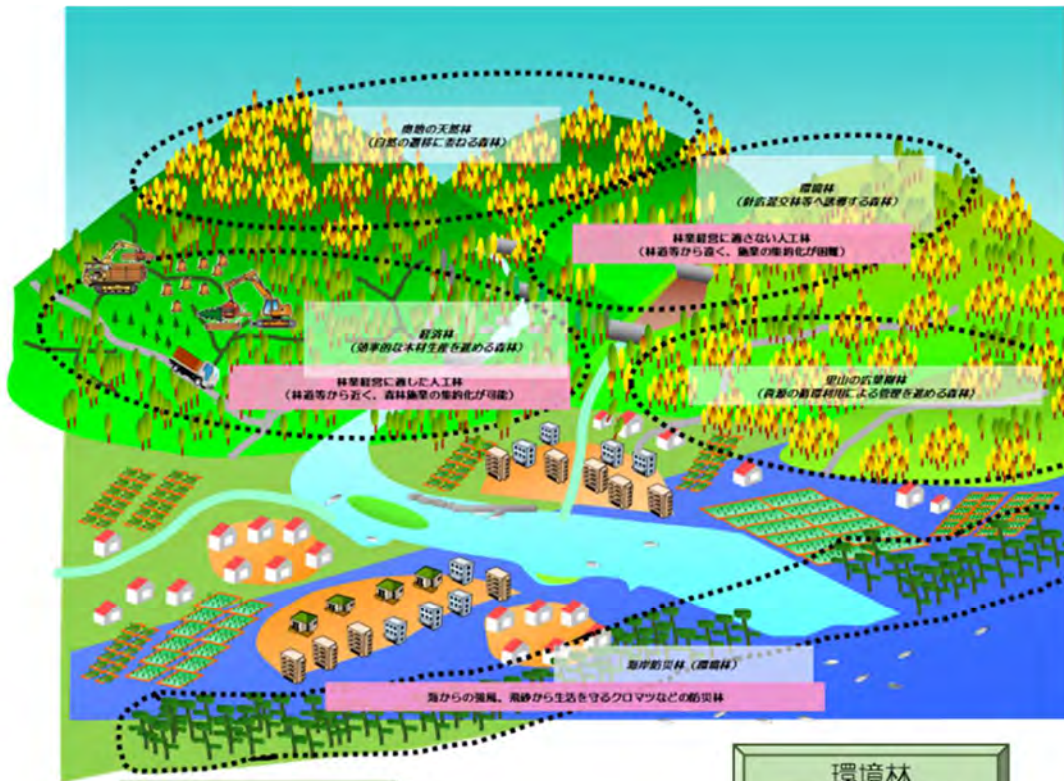 奥地の天然林
(自然の遷移に委ねる森林)
環境林
(針広混交林等へ誘導する森林)
林業経営に適さない人工林
(林道等から遠く、施業の集約化が困難)
経済林
(効率的な木材生産を進める森林)
林業経営に適した人工林
(林道等から近く、森林施業の集約化が可能)
里山の広葉樹林
(資源の循環利用による管理を進める森林)
海岸防災林(環境林)
海からの強風、飛砂から生活を守るクロマツなどの防災林
環境林